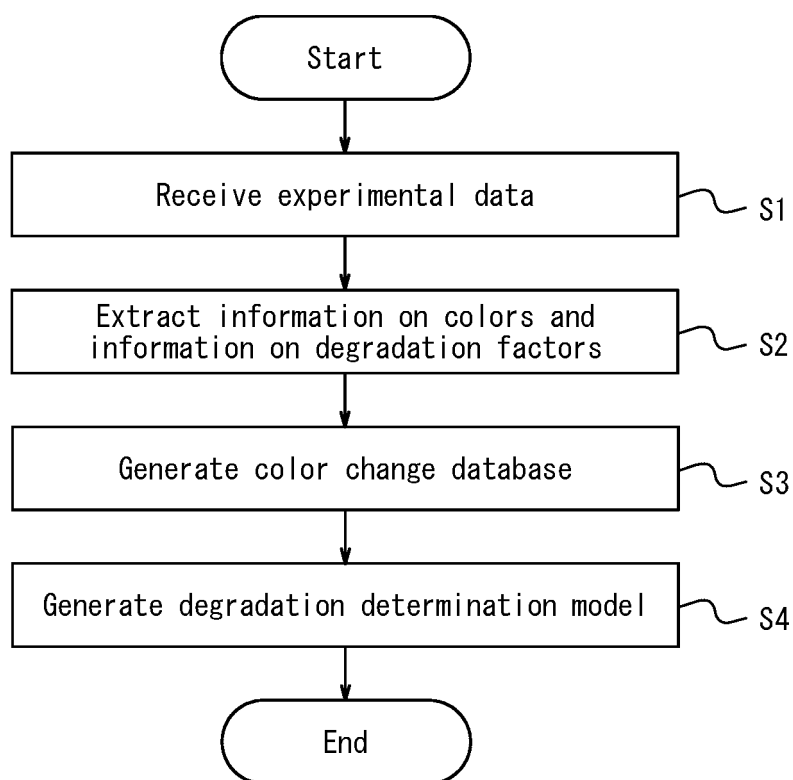 Start
Receive experimental data
S1
Extract information on colors and
information on degradation factors
S2
Generate color change database
S3
Generate degradation determination model
S4
End